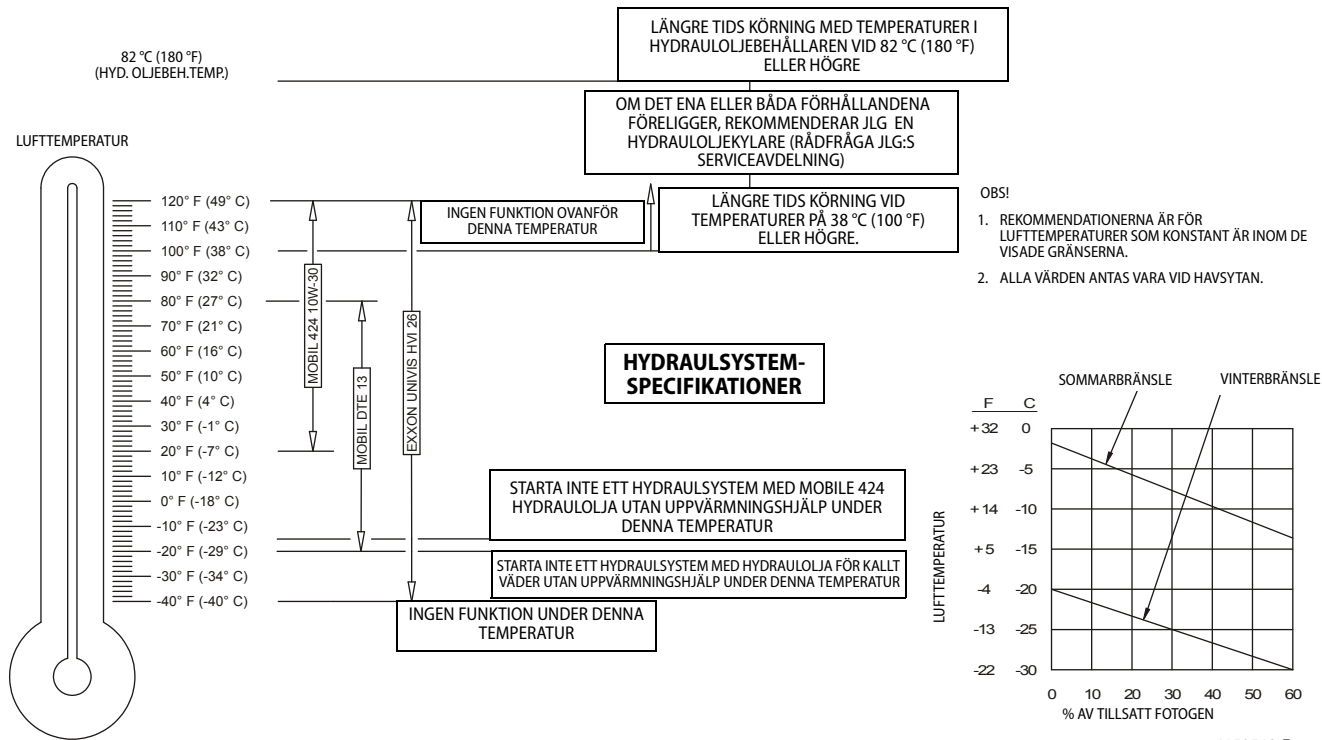 82 °C (180 °F)
(HYD. OLJEBEH.TEMP.)
LÄNGRE TIDS KÖRNING MED TEMPERATURER I
HYDRAULOLJEBEHÅLLAREN VID 82 °C (180 °F)
ELLER HÖGRE
OM DET ENA ELLER BÅDA FÖRHÅLLANDENA
FÖRELIGGER, REKOMMENDERAR JLG EN
HYDRAULOLJEKYLARE (RÅDFRÅGA JLG:S
SERVICEAVDELNING)
LÄNGRE TIDS KÖRNING VID
TEMPERATURER PÅ 38 °C (100 °F)
ELLER HÖGRE.
INGEN FUNKTION OVANFÖR
DENNA TEMPERATUR
LUFTTEMPERATUR
120° F (49° C)
110° F (43° C)
100° F (38° C)
90° F (32° C)
80° F (27° C)
70° F (21° C)
60° F (16° C)
50° F (10° C)
40° F (4° C)
30° F (-1° C)
20° F (-7° C)
10° F (-12° C)
0° F (-18° C)
-10° F (-23° C)
-20° F (-29° C)
-30° F (-34° C)
-40° F (-40° C)
MOBIL 424 10W-30
MOBIL DTE 13
EXXON UNIVIS HVI 26
HYDRAULSYSTEM-
SPECIFIKATIONER
STARTA INTE ETT HYDRAULSYSTEM MED MOBILE 424
HYDRAULOLJA UTAN UPPVÄRMNINGSHJÄLP UNDER
DENNA TEMPERATUR
STARTA INTE ETT HYDRAULSYSTEM MED HYDRAULOLJA FÖR KALLT
VÄDER UTAN UPPVÄRMNINGSHJÄLP UNDER DENNA TEMPERATUR
INGEN FUNKTION UNDER DENNA
TEMPERATUR
OBS!
1. REKOMMENDATIONERNA ÄR FÖR
LUFTTEMPERATURER SOM KONSTANT ÄR INOM DE
VISADE GRÄNSERNA.
2. ALLA VÄRDEN ANTAS VARA VID HAVSYTAN.
SOMMARBRÄNSLE VINTERBRÄNSLE
F C
+32 0
+23 -5
+14 -10
+5 -15
-4 -20
-13 -25
-22 -30
LUFTTEMPERATUR
0 10 20 30 40 50 60
% AV TILLSATT FOTOGEN